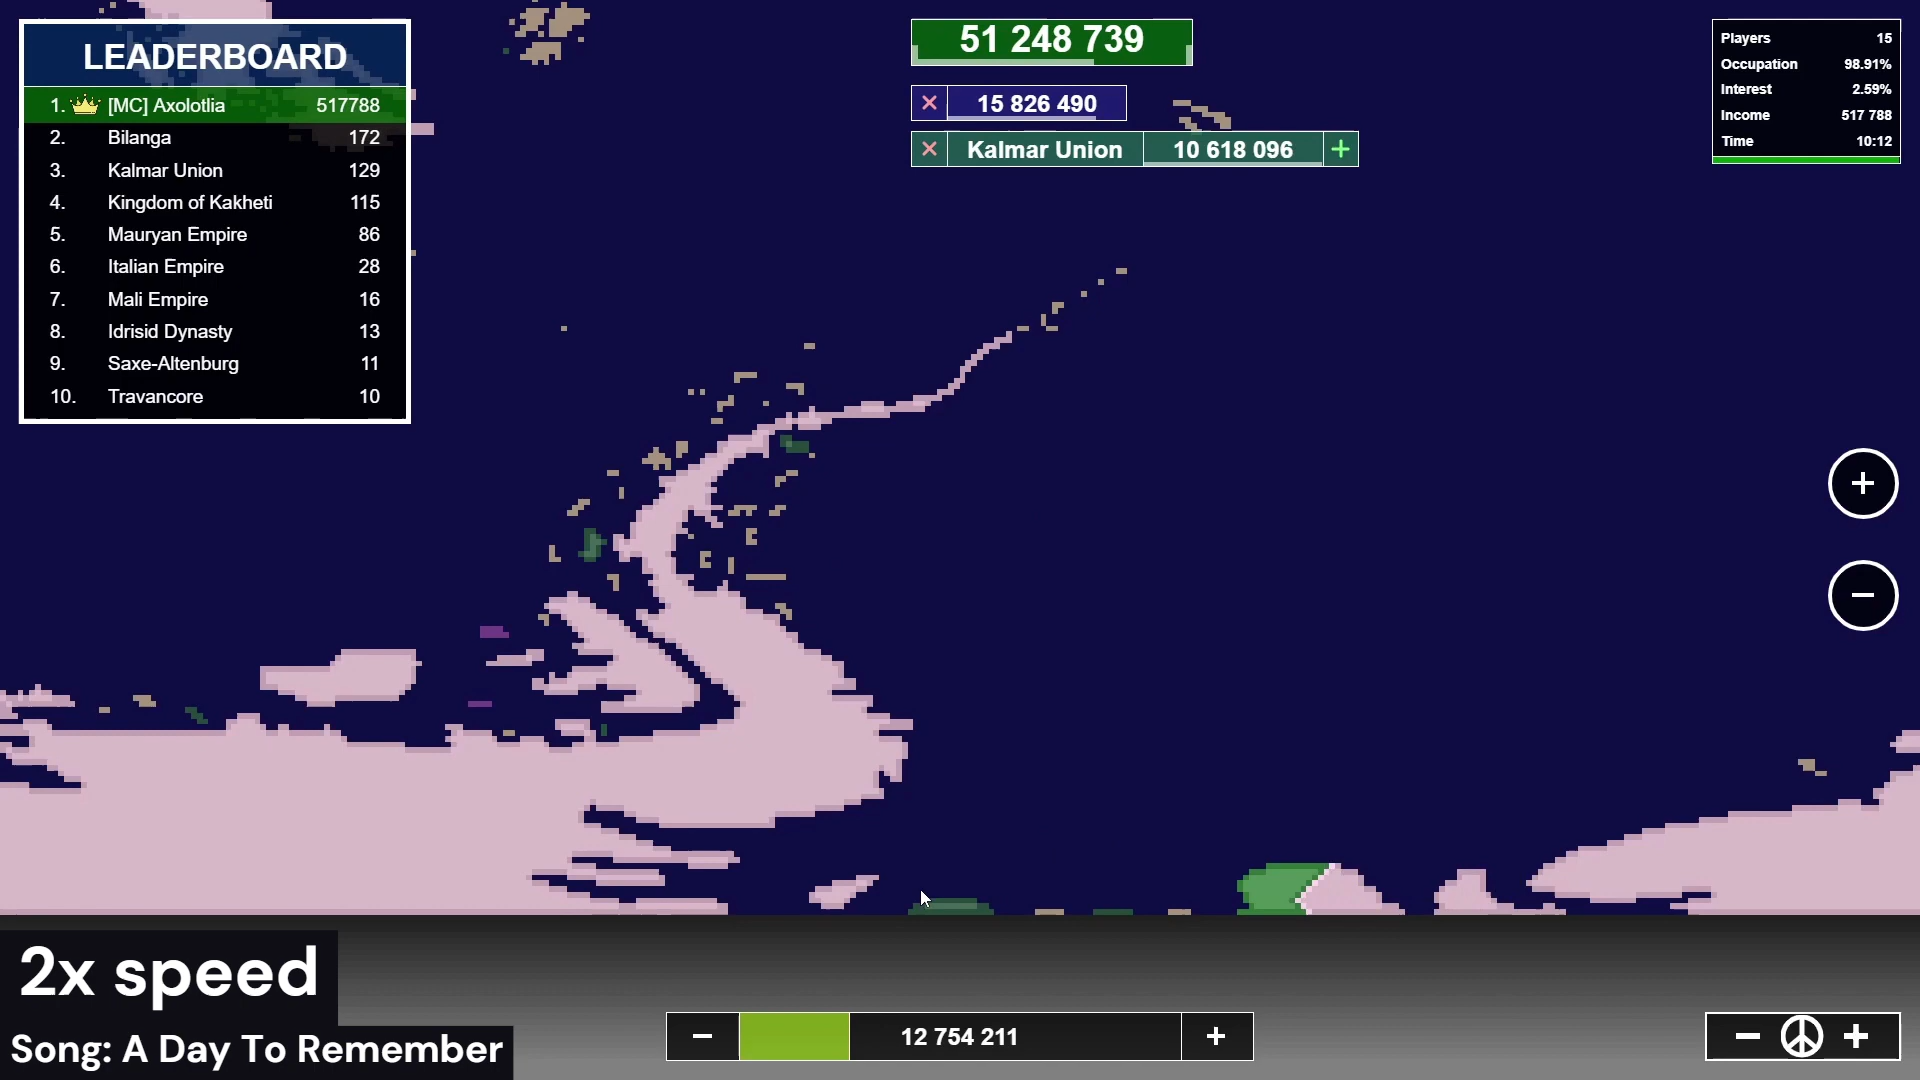 LEADERBOARD
1. [MC] Axolotlia 517788
2. Bilanga 172
3. Kalmar Union 129
4. Kingdom of Kakheti 115
5. Mauryan Empire 86
6. Italian Empire 28
7. Mali Empire 16
8. Idrisid Dynasty 13
9. Saxe-Altenburg 11
10. Travancore 10
51 248 739
15 826 490
Kalmar Union 10 618 096 +
Players 15
Occupation 98.91%
Interest 2.59%
Income 517 788
Time 10:12
2x speed
Song: A Day To Remember
12 754 211